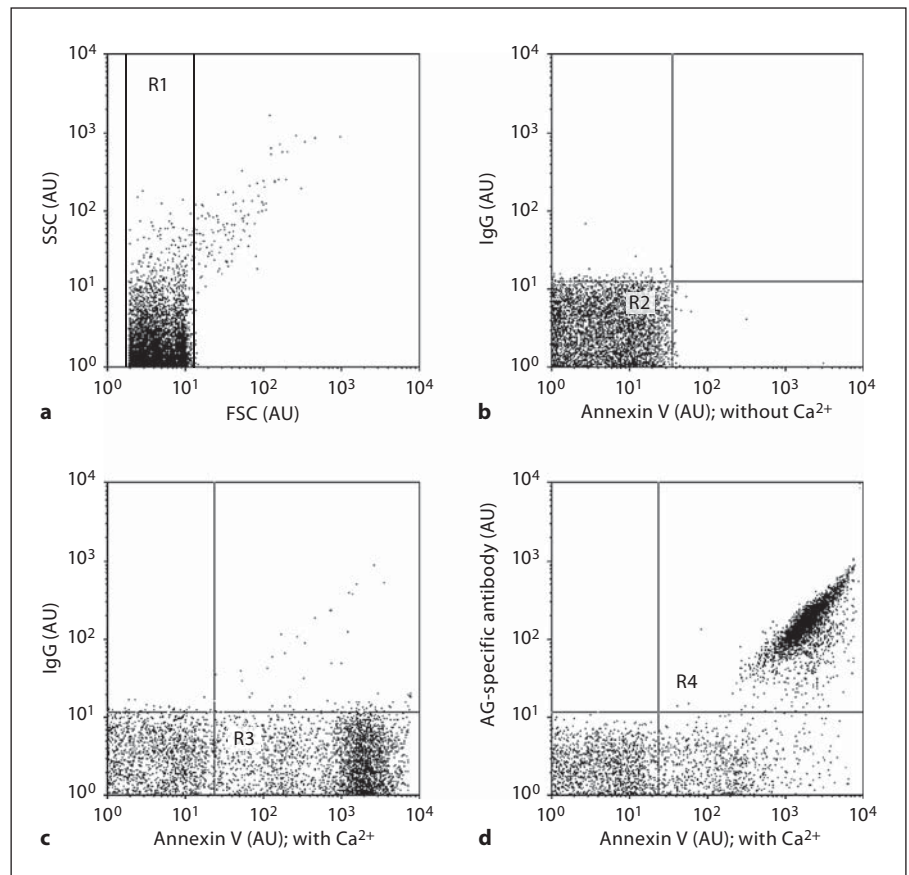 10⁴
10³
10²
10¹
10⁰
SSC (AU)
R1
10⁰ 10¹ 10² 10³ 10⁴
FSC (AU)
a
10⁴
10³
10²
10¹
10⁰
IgG (AU)
R2
10⁰ 10¹ 10² 10³ 10⁴
Annexin V (AU); without Ca²⁺
b
10⁴
10³
10²
10¹
10⁰
IgG (AU)
R3
10⁰ 10¹ 10² 10³ 10⁴
Annexin V (AU); with Ca²⁺
c
10⁴
10³
10²
10¹
10⁰
AG-specific antibody (AU)
R4
10⁰ 10¹ 10² 10³ 10⁴
Annexin V (AU); with Ca²⁺
d